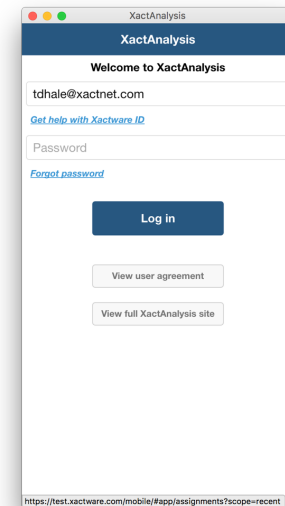 XactAnalysis
XactAnalysis
Welcome to XactAnalysis
tdhale@xactnet.com
Get help with Xactware ID
Password
Forgot password
Log in
View user agreement
View full XactAnalysis site
https://test.xactware.com/mobile/#app/assignments?scope=recent